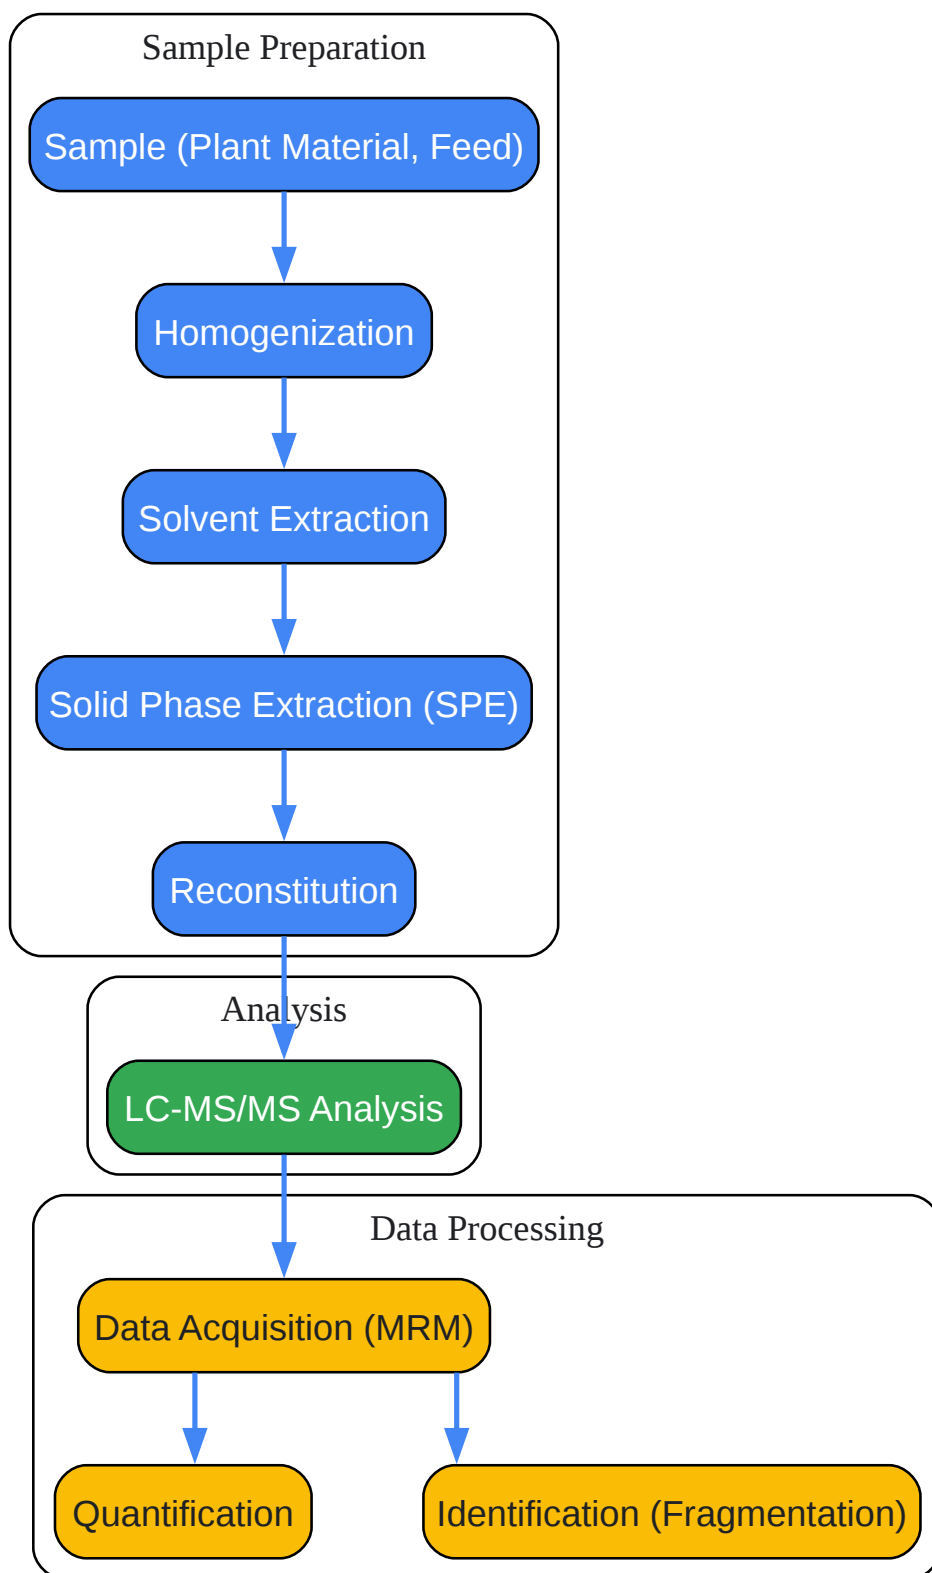 Sample Preparation
Sample (Plant Material, Feed)
Homogenization
Solvent Extraction
Solid Phase Extraction (SPE)
Reconstitution
Analysis
LC-MS/MS Analysis
Data Processing
Data Acquisition (MRM)
Quantification
Identification (Fragmentation)